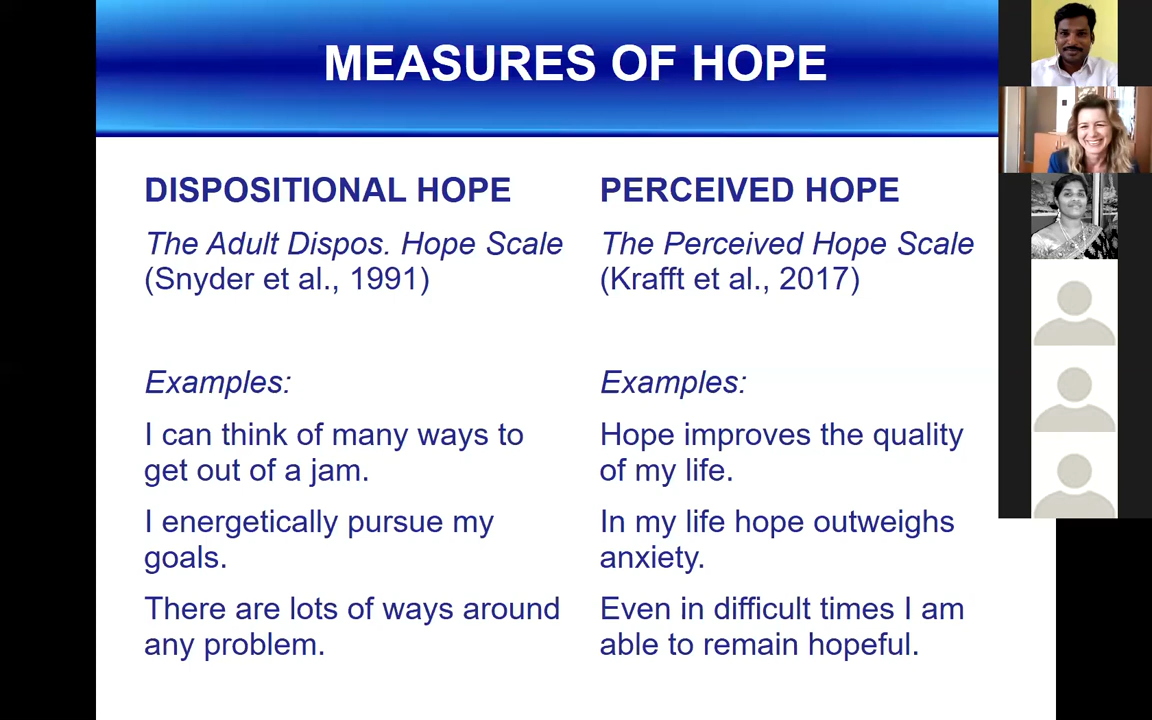 MEASURES OF HOPE
DISPOSITIONAL HOPE
The Adult Dispos. Hope Scale
(Snyder et al., 1991)
Examples:
I can think of many ways to
get out of a jam.
I energetically pursue my
goals.
There are lots of ways around
any problem.
PERCEIVED HOPE
The Perceived Hope Scale
(Krafft et al., 2017)
Examples:
Hope improves the quality
of my life.
In my life hope outweighs
anxiety.
Even in difficult times I am
able to remain hopeful.